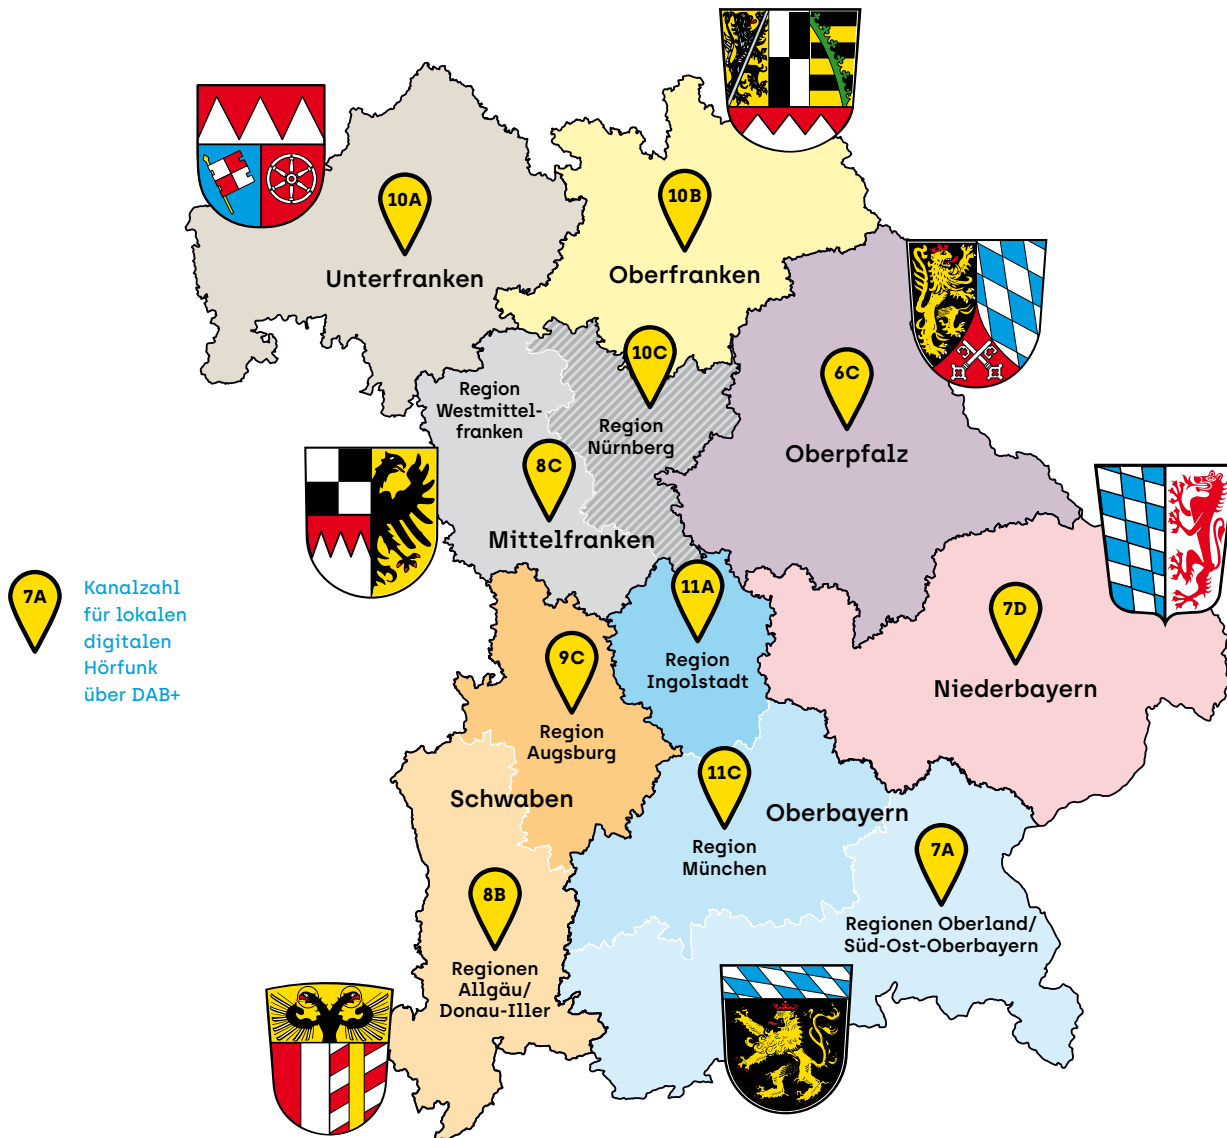 10A
Unterfranken
10B
Oberfranken
10C
Region
Nürnberg
6C
Oberpfalz
Region
Westmittel-
franken
8C
Mittelfranken
7A
Kanalzahl
für lokalen
digitalen
Hörfunk
über DAB+
11A
Region
Ingolstadt
7D
Niederbayern
9C
Region
Augsburg
Schwaben
11C
Oberbayern
Region
München
7A
Regionen Oberland/
Süd-Ost-Oberbayern
8B
Regionen
Allgäu/
Donau-Iller